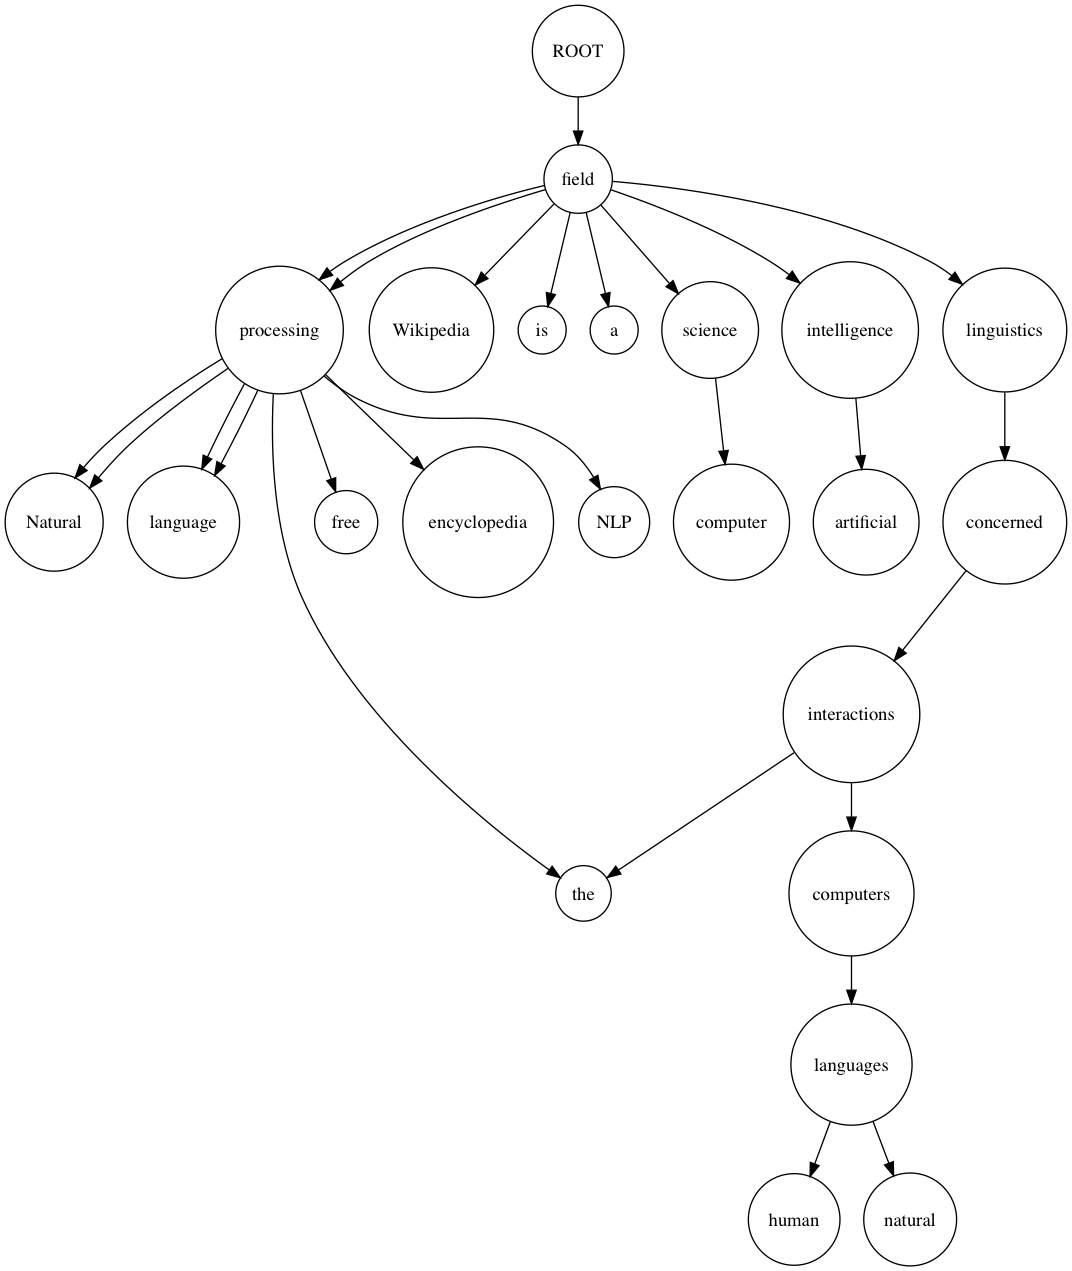 ROOT
field
processing
Wikipedia
is
a
science
intelligence
linguistics
Natural
language
free
encyclopedia
NLP
computer
artificial
concerned
interactions
the
computers
languages
human
natural